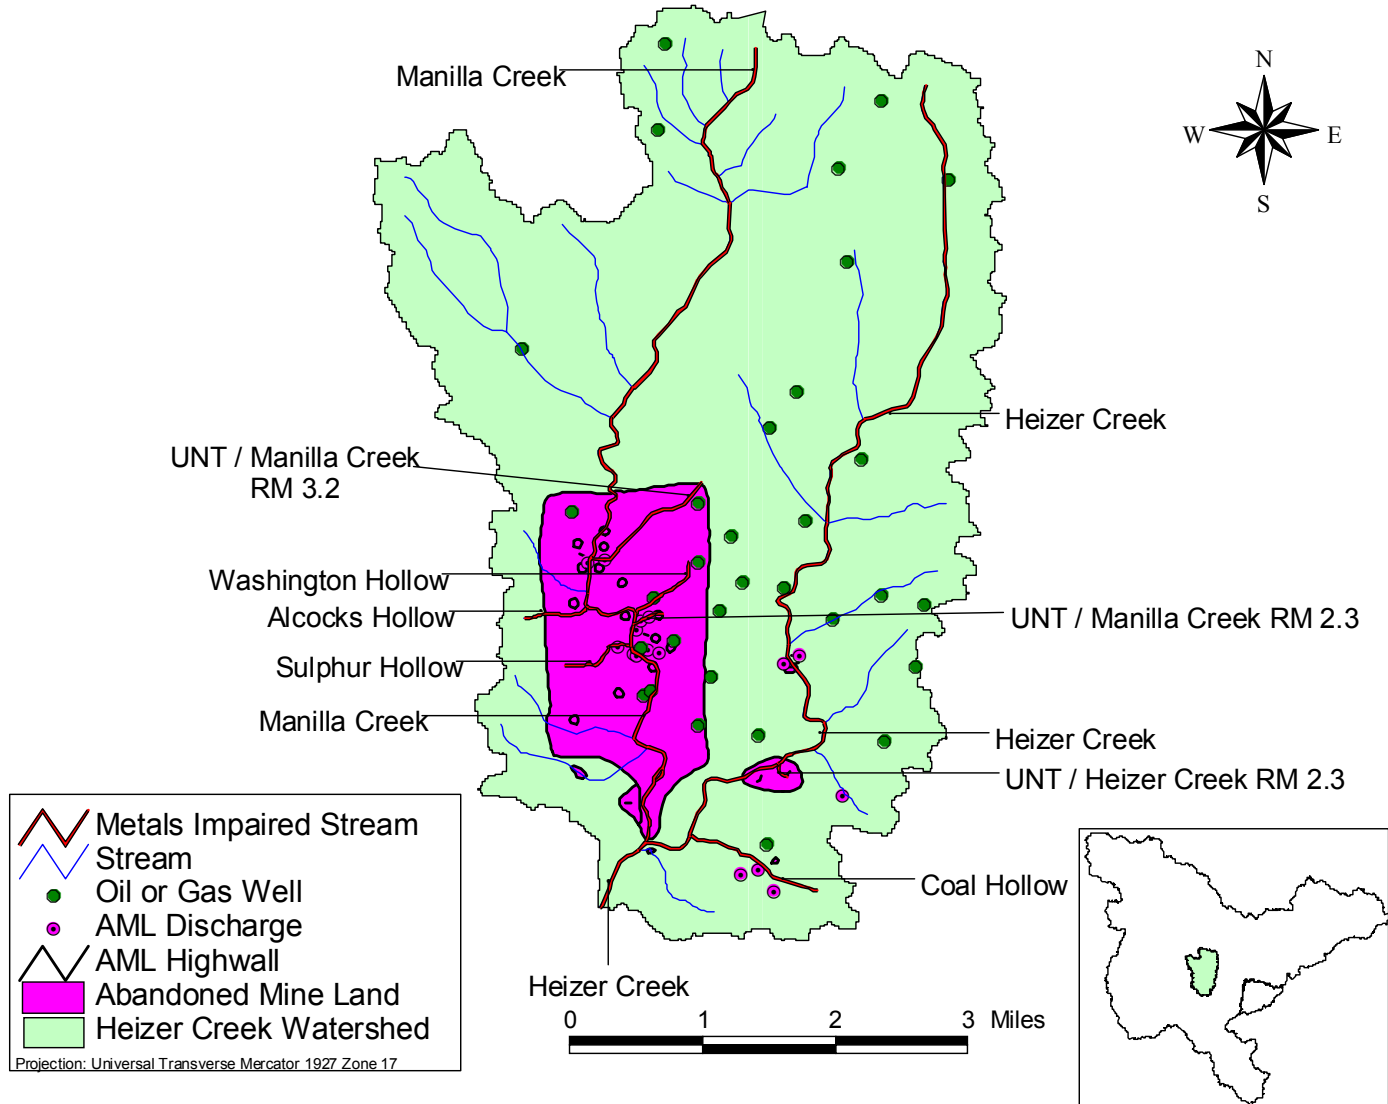 Manilla Creek
N
W
E
S
Heizer Creek
UNT / Manilla Creek
RM 3.2
Washington Hollow
Alcocks Hollow
UNT / Manilla Creek RM 2.3
Sulphur Hollow
Manilla Creek
Heizer Creek
UNT / Heizer Creek RM 2.3
Coal Hollow
Heizer Creek
Metals Impaired Stream
Stream
Oil or Gas Well
AML Discharge
AML Highwall
Abandoned Mine Land
Heizer Creek Watershed
Projection: Universal Transverse Mercator 1927 Zone 17
0 1 2 3 Miles